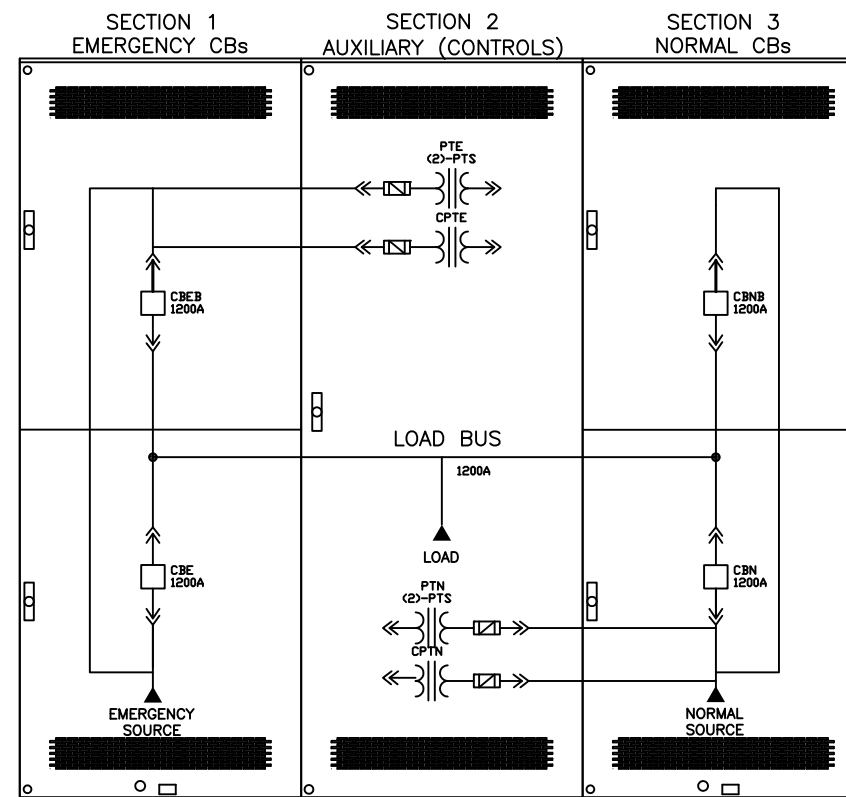 SECTION 1
EMERGENCY CBs
SECTION 2
AUXILIARY (CONTROLS)
SECTION 3
NORMAL CBs
PTE
(2)-PTS
CPTE
CBEB
1200A
CBNB
1200A
LOAD BUS
1200A
LOAD
CBE
1200A
PTN
(2)-PTS
CPTN
CBN
1200A
EMERGENCY
SOURCE
NORMAL
SOURCE